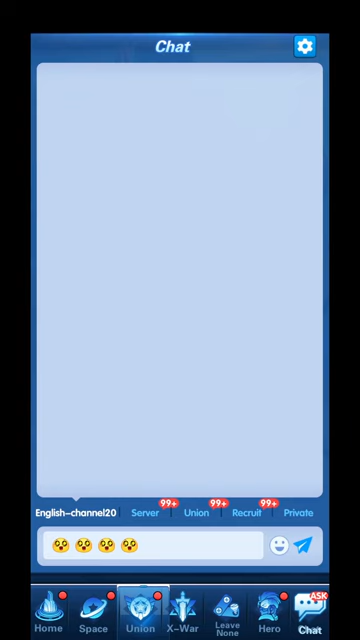 Chat
99+ 99+ 99+
English-channel20 Server Union Recruit Private
ASK
Home Space Union X-War Leave None Hero Chat